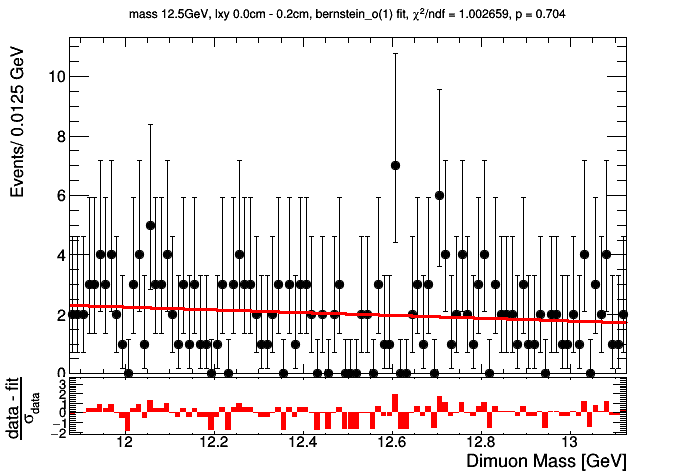 mass 12.5GeV, lxy 0.0cm - 0.2cm, bernstein_o(1) fit, χ²/ndf = 1.002659, p = 0.704
Events/ 0.0125 GeV
10
8
6
4
2
0
data - fit
σdata
3
2
1
0
−1
−2
12 12.2 12.4 12.6 12.8 13
Dimuon Mass [GeV]